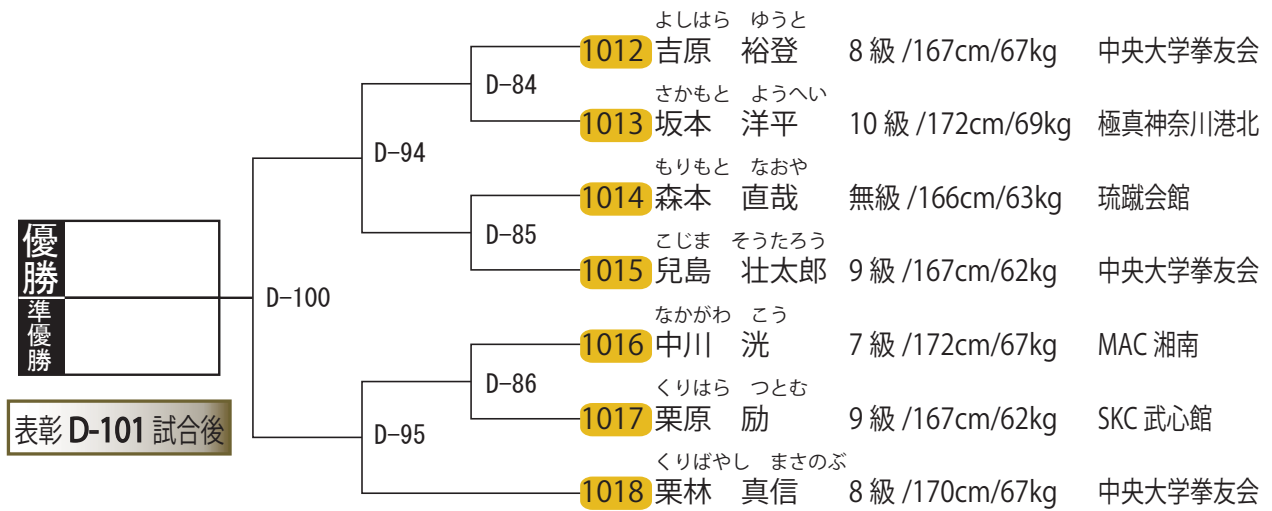 よしはら　ゆうと
1012 吉原　裕登　8 級 /167cm/67kg　中央大学拳友会
D-84
さかもと　ようへい
1013 坂本　洋平　10 級 /172cm/69kg　極真神奈川港北
D-94
もりもと　なおや
1014 森本　直哉　無級 /166cm/63kg　琉蹴会館
D-85
こじま　そうたろう
1015 兒島　壮太郎　9 級 /167cm/62kg　中央大学拳友会
優勝
D-100
準優勝
なかがわ　こう
1016 中川　洸　7 級 /172cm/67kg　MAC 湘南
D-86
くりはら　つとむ
1017 栗原　励　9 級 /167cm/62kg　SKC 武心館
D-95
表彰 D-101 試合後
くりばやし　まさのぶ
1018 栗林　真信　8 級 /170cm/67kg　中央大学拳友会